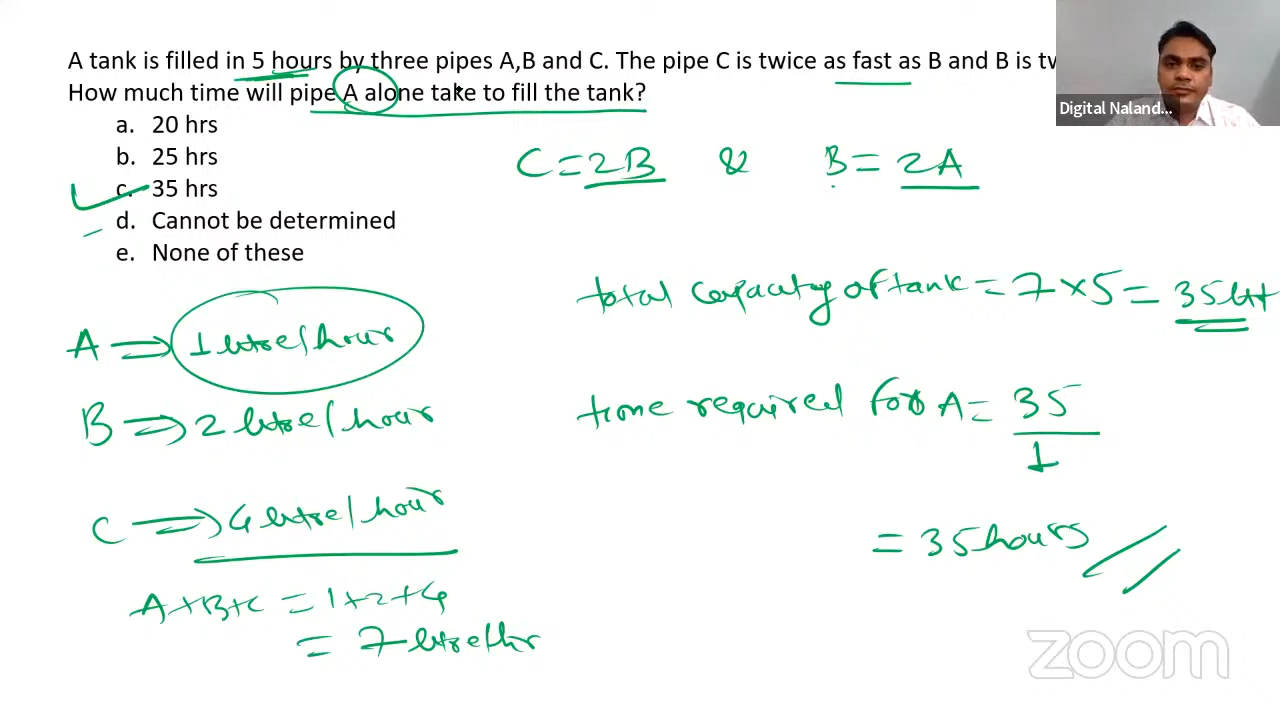 A tank is filled in 5 hours by three pipes A,B and C. The pipe C is twice as fast as B and B is tw
How much time will pipe A alone take to fill the tank?
a. 20 hrs
b. 25 hrs
c. 35 hrs
d. Cannot be determined
e. None of these
Digital Naland...
C = 2B & B = 2A
total capacity of tank = 7 × 5 = 35 lit
A ⇒ 1 litre/hour
B ⇒ 2 litre/hour
time required for A = 35
1
C ⇒ 4 litre/hour
= 35 hours
A+B+C = 1+2+4
= 7 litre/hr
zoom